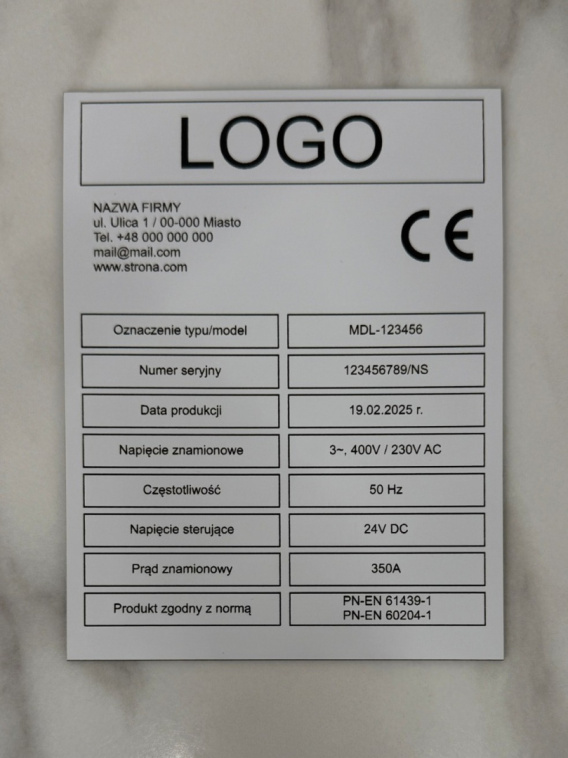 LOGO
NAZWA FIRMY
ul. Ulica 1 / 00-000 Miasto
Tel. +48 000 000 000
mail@mail.com
www.strona.com
CE
Oznaczenie typu/model MDL-123456
Numer seryjny 123456789/NS
Data produkcji 19.02.2025 r.
Napięcie znamionowe 3~, 400V / 230V AC
Częstotliwość 50 Hz
Napięcie sterujące 24V DC
Prąd znamionowy 350A
Produkt zgodny z normą PN-EN 61439-1
PN-EN 60204-1